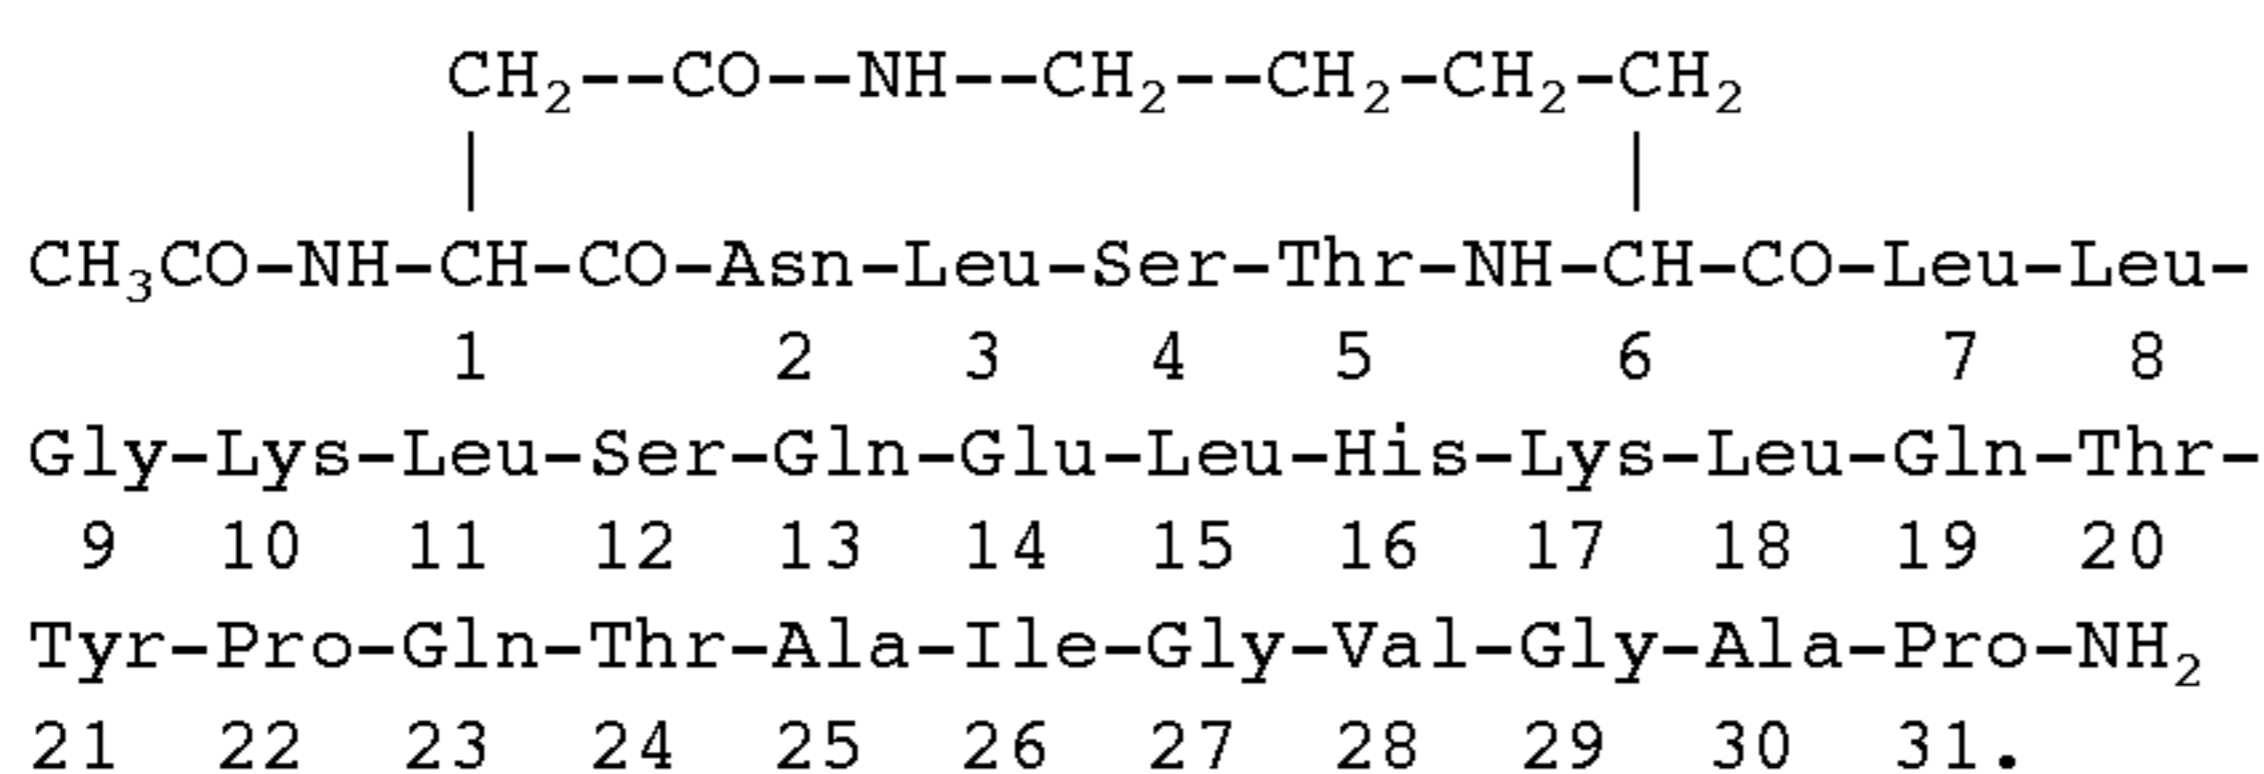 CH₂--CO--NH--CH₂--CH₂-CH₂-CH₂
| |
CH₃CO-NH-CH-CO-Asn-Leu-Ser-Thr-NH-CH-CO-Leu-Leu-
1 2 3 4 5 6 7 8
Gly-Lys-Leu-Ser-Gln-Glu-Leu-His-Lys-Leu-Gln-Thr-
9 10 11 12 13 14 15 16 17 18 19 20
Tyr-Pro-Gln-Thr-Ala-Ile-Gly-Val-Gly-Ala-Pro-NH₂
21 22 23 24 25 26 27 28 29 30 31.